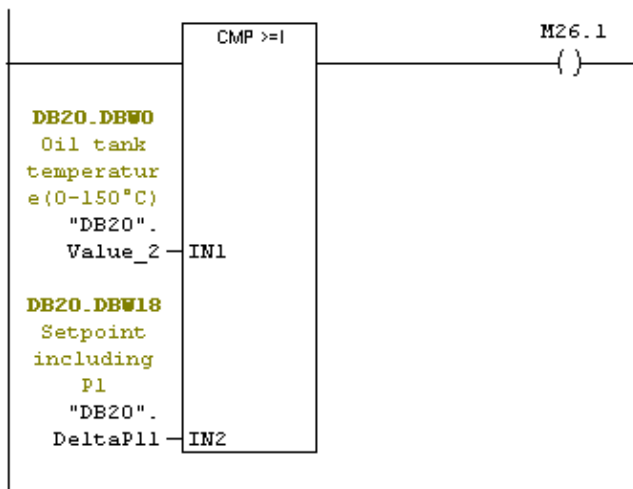 CMP >=I
M26.1
( )
DB20.DBW0
Oil tank
temperatur
e(0-150°C)
"DB20".
Value_2
IN1
DB20.DBW18
Setpoint
including
P1
"DB20".
DeltaP11
IN2